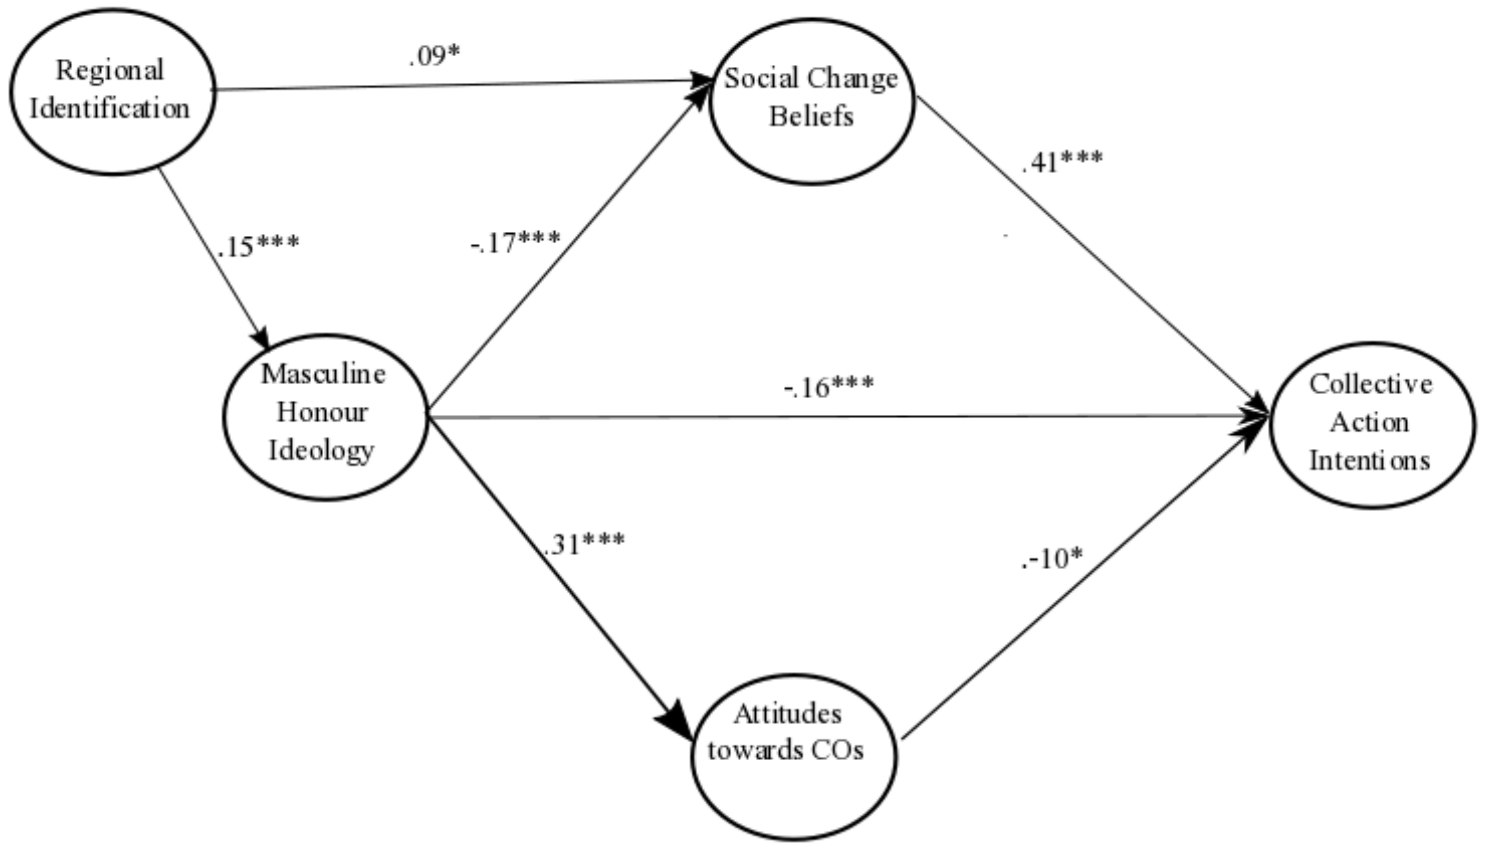 Regional
Identification
.09*
Social Change
Beliefs
.41***
.15***
-.17***
Masculine
Honour
Ideology
-.16***
Collective
Action
Intentions
.31***
.-10*
Attitudes
towards COs